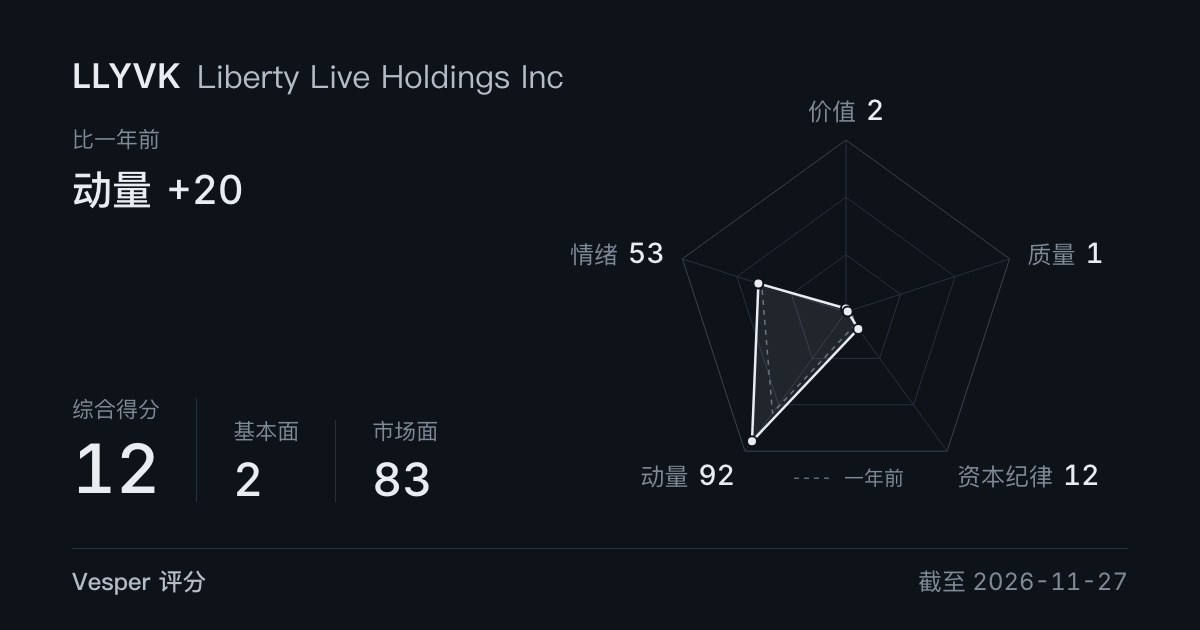 LLYVK Liberty Live Holdings Inc
比一年前
动量 +20
价值 2
情绪 53
质量 1
动量 92
---- 一年前
资本纪律 12
综合得分
12
基本面
2
市场面
83
Vesper 评分
截至 2026-11-27